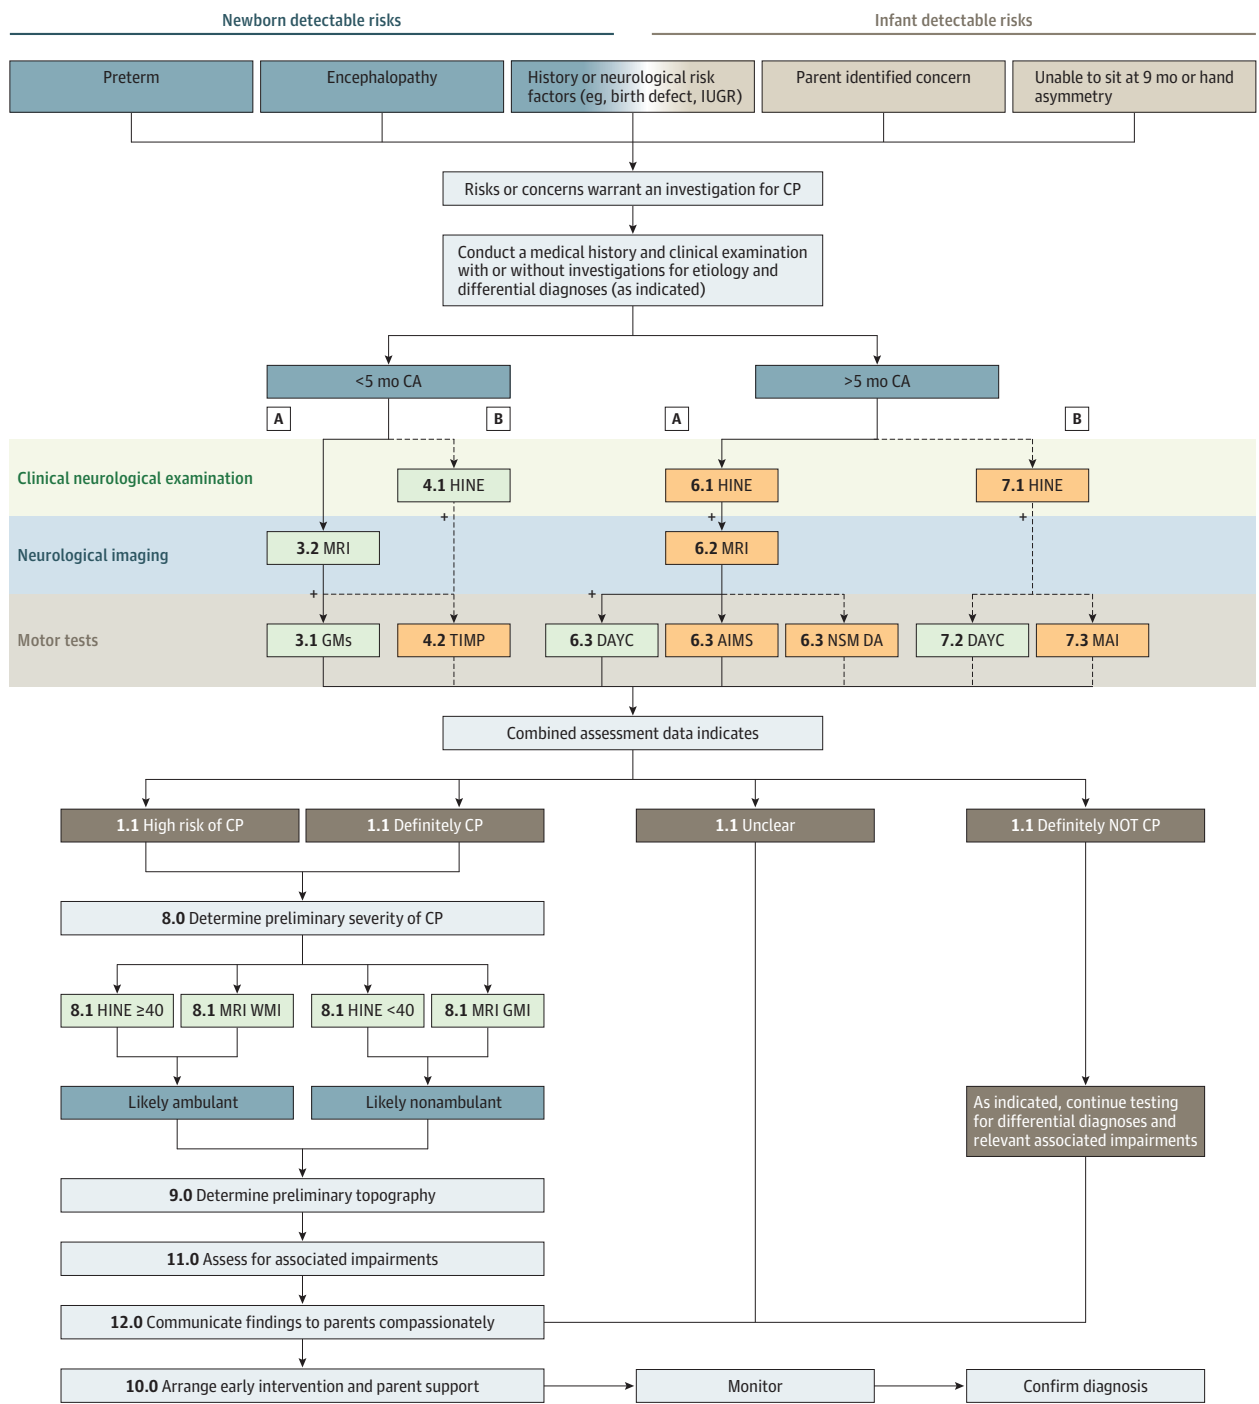 Newborn detectable risks
Infant detectable risks
Preterm
Encephalopathy
History or neurological risk
factors (eg, birth defect, IUGR)
Parent identified concern
Unable to sit at 9 mo or hand
asymmetry
Risks or concerns warrant an investigation for CP
Conduct a medical history and clinical examination
with or without investigations for etiology and
differential diagnoses (as indicated)
<5 mo CA
>5 mo CA
A
B
A
B
Clinical neurological examination
4.1 HINE
6.1 HINE
7.1 HINE
+
+
+
Neurological imaging
3.2 MRI
6.2 MRI
+
+
Motor tests
3.1 GMs
4.2 TIMP
6.3 DAYC
6.3 AIMS
6.3 NSM DA
7.2 DAYC
7.3 MAI
Combined assessment data indicates
1.1 High risk of CP
1.1 Definitely CP
1.1 Unclear
1.1 Definitely NOT CP
8.0 Determine preliminary severity of CP
8.1 HINE ≥40
8.1 MRI WMI
8.1 HINE <40
8.1 MRI GMI
Likely ambulant
Likely nonambulant
As indicated, continue testing
for differential diagnoses and
relevant associated impairments
9.0 Determine preliminary topography
11.0 Assess for associated impairments
12.0 Communicate findings to parents compassionately
10.0 Arrange early intervention and parent support
Monitor
Confirm diagnosis